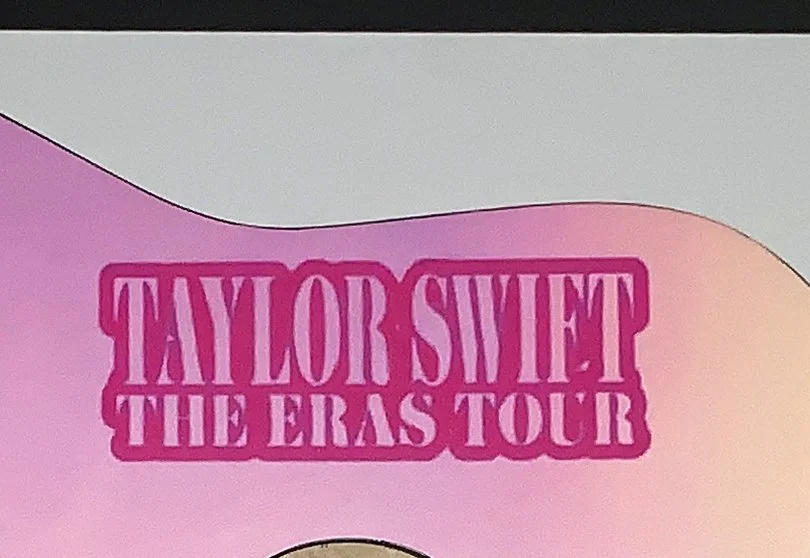 TAYLOR SWIFT
THE ERAS TOUR